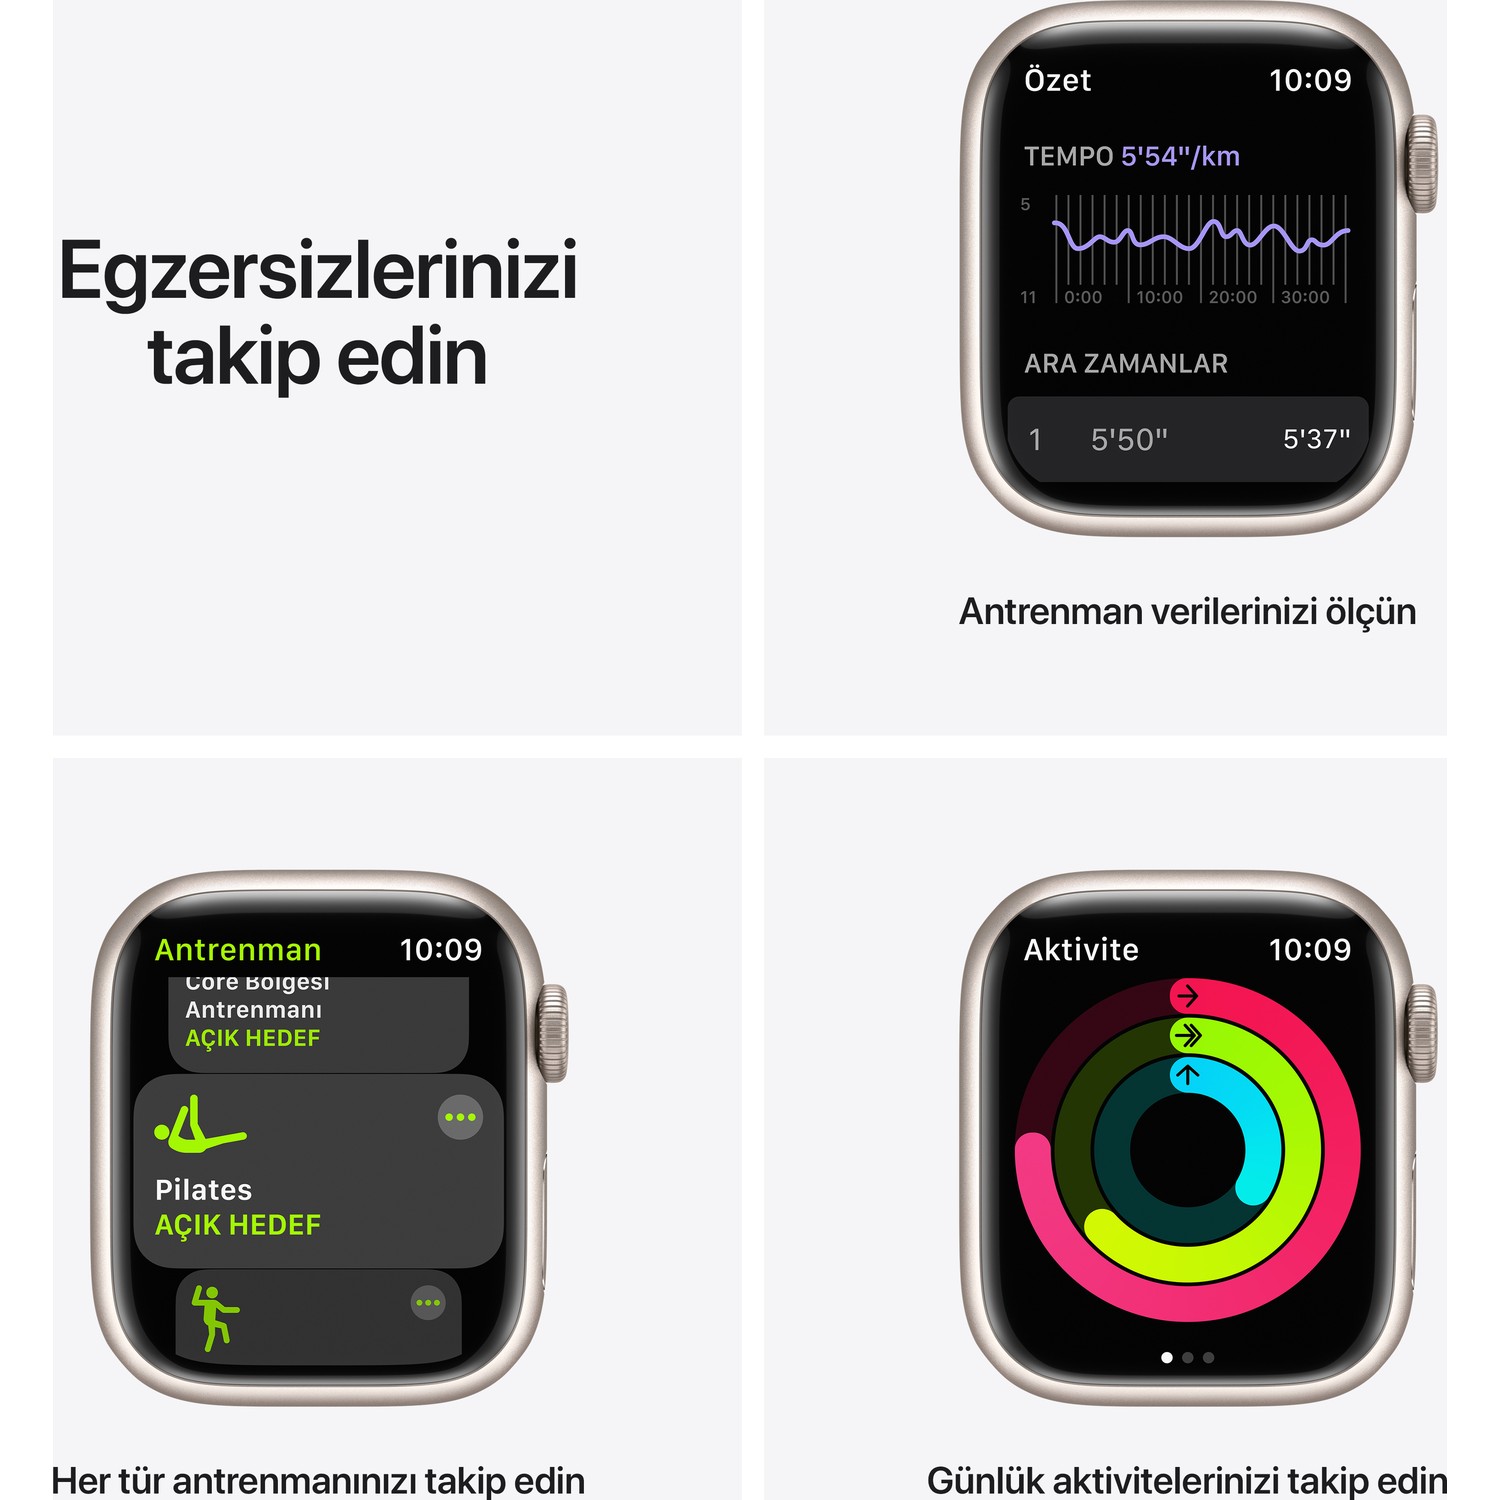 Egzersizlerinizi
takip edin
Özet 10:09
TEMPO 5'54"/km
5
11 0:00 10:00 20:00 30:00
ARA ZAMANLAR
1 5'50" 5'37"
Antrenman verilerinizi ölçün
Antrenman 10:09
Core Bölgesi
Antrenmanı
AÇIK HEDEF
Pilates
AÇIK HEDEF
Her tür antrenmanınızı takip edin
Aktivite 10:09
Günlük aktivitelerinizi takip edin